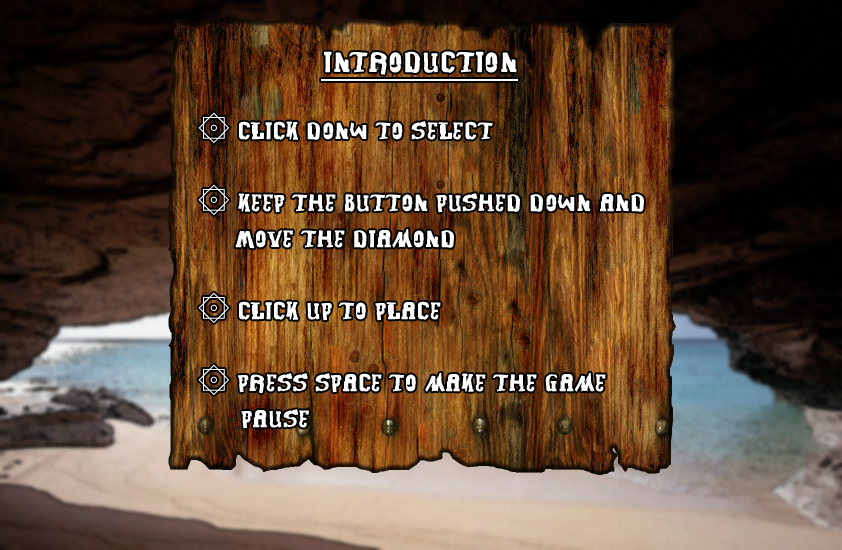 INTRODUCTION
CLICK DONW TO SELECT
KEEP THE BUTTON PUSHED DOWN AND
MOVE THE DIAMOND
CLICK UP TO PLACE
PRESS SPACE TO MAKE THE GAME
PAUSE